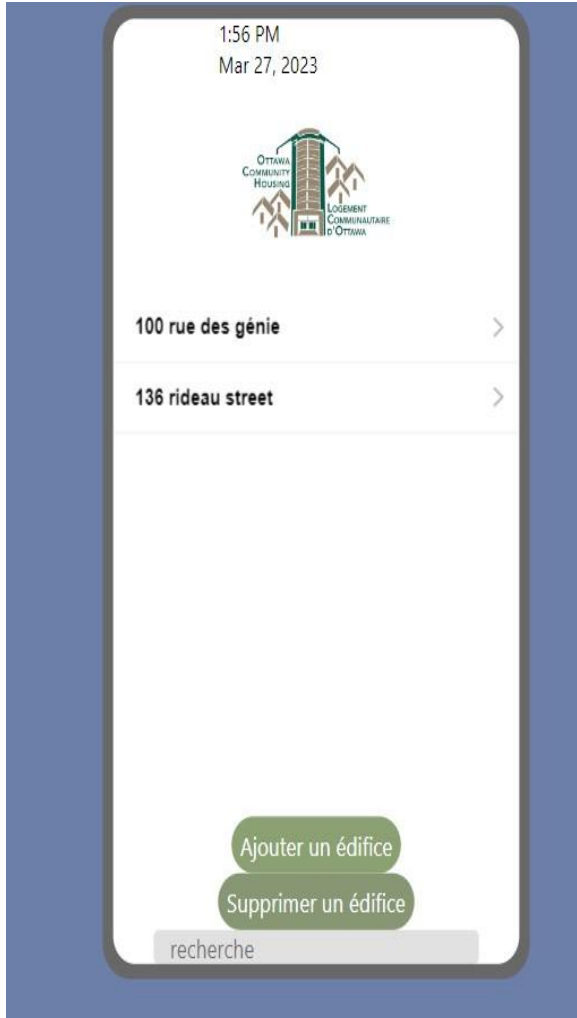 1:56 PM
Mar 27, 2023
OTTAWA
COMMUNITY
HOUSING
LOGEMENT
COMMUNAUTAIRE
D'OTTAWA
100 rue des génie
136 rideau street
Ajouter un édifice
Supprimer un édifice
recherche